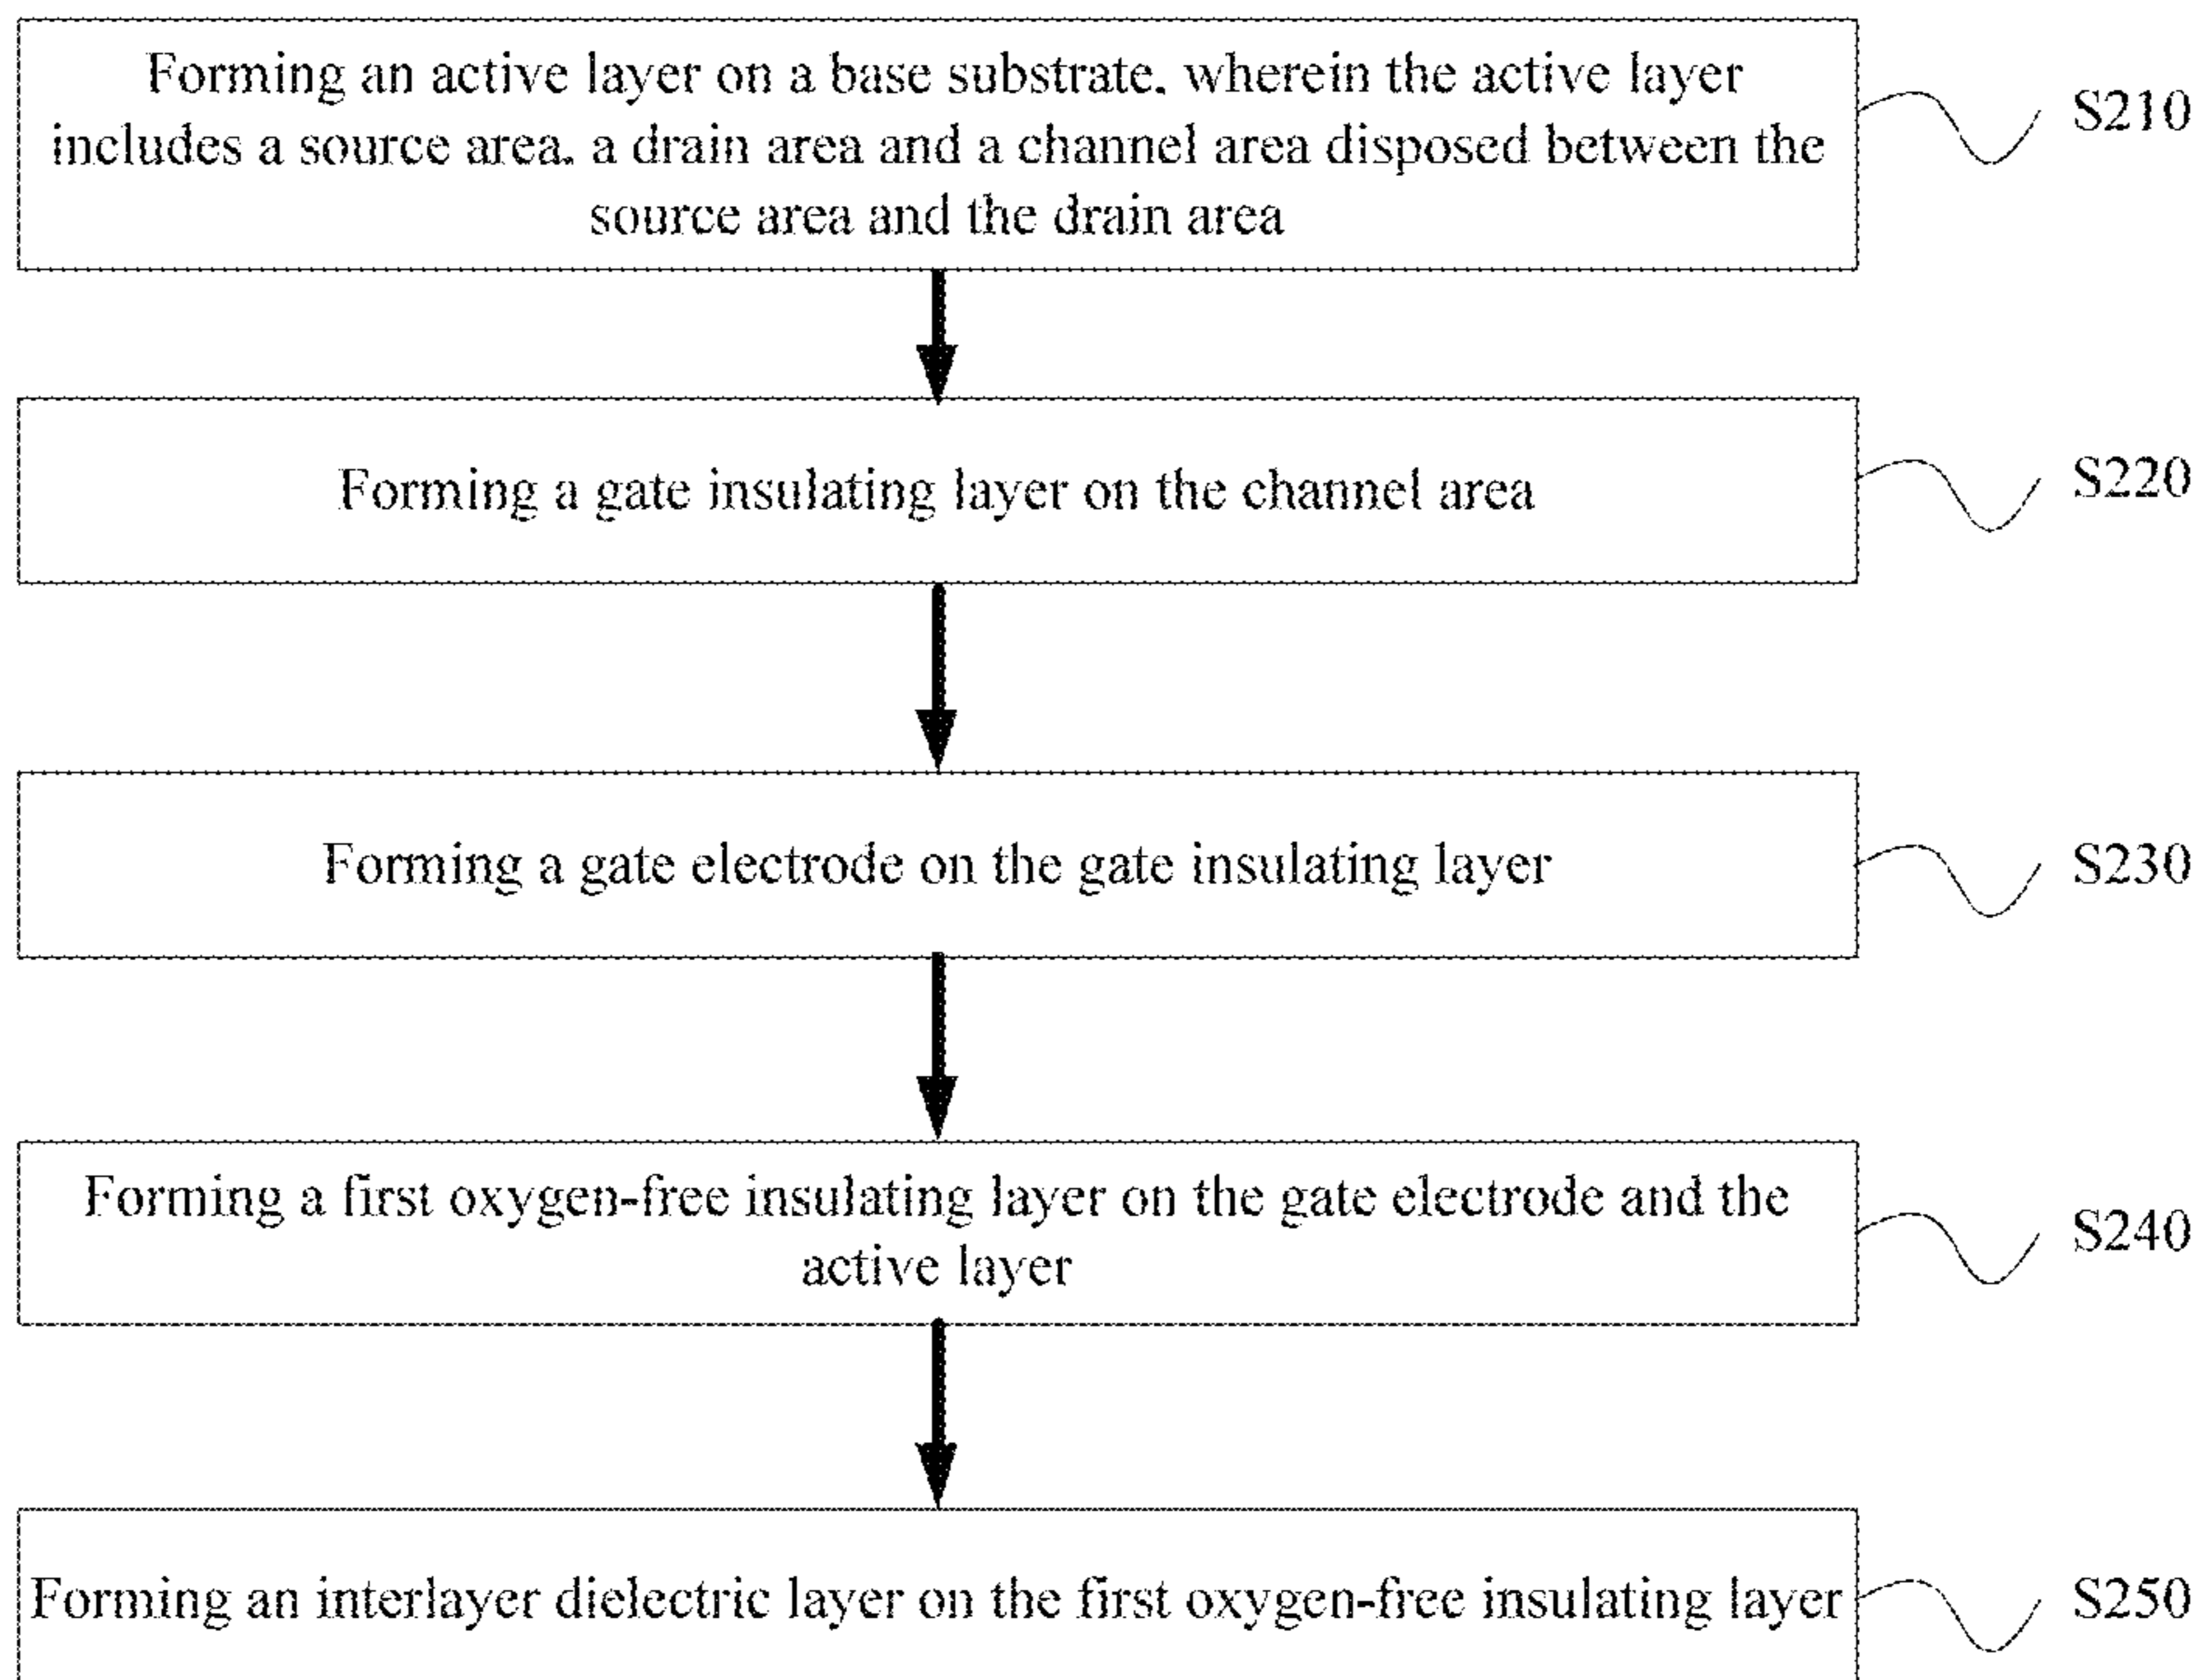 Forming an active layer on a base substrate, wherein the active layer
includes a source area, a drain area and a channel area disposed between the
source area and the drain area
S210
Forming a gate insulating layer on the channel area
S220
Forming a gate electrode on the gate insulating layer
S230
Forming a first oxygen-free insulating layer on the gate electrode and the
active layer
S240
Forming an interlayer dielectric layer on the first oxygen-free insulating layer
S250